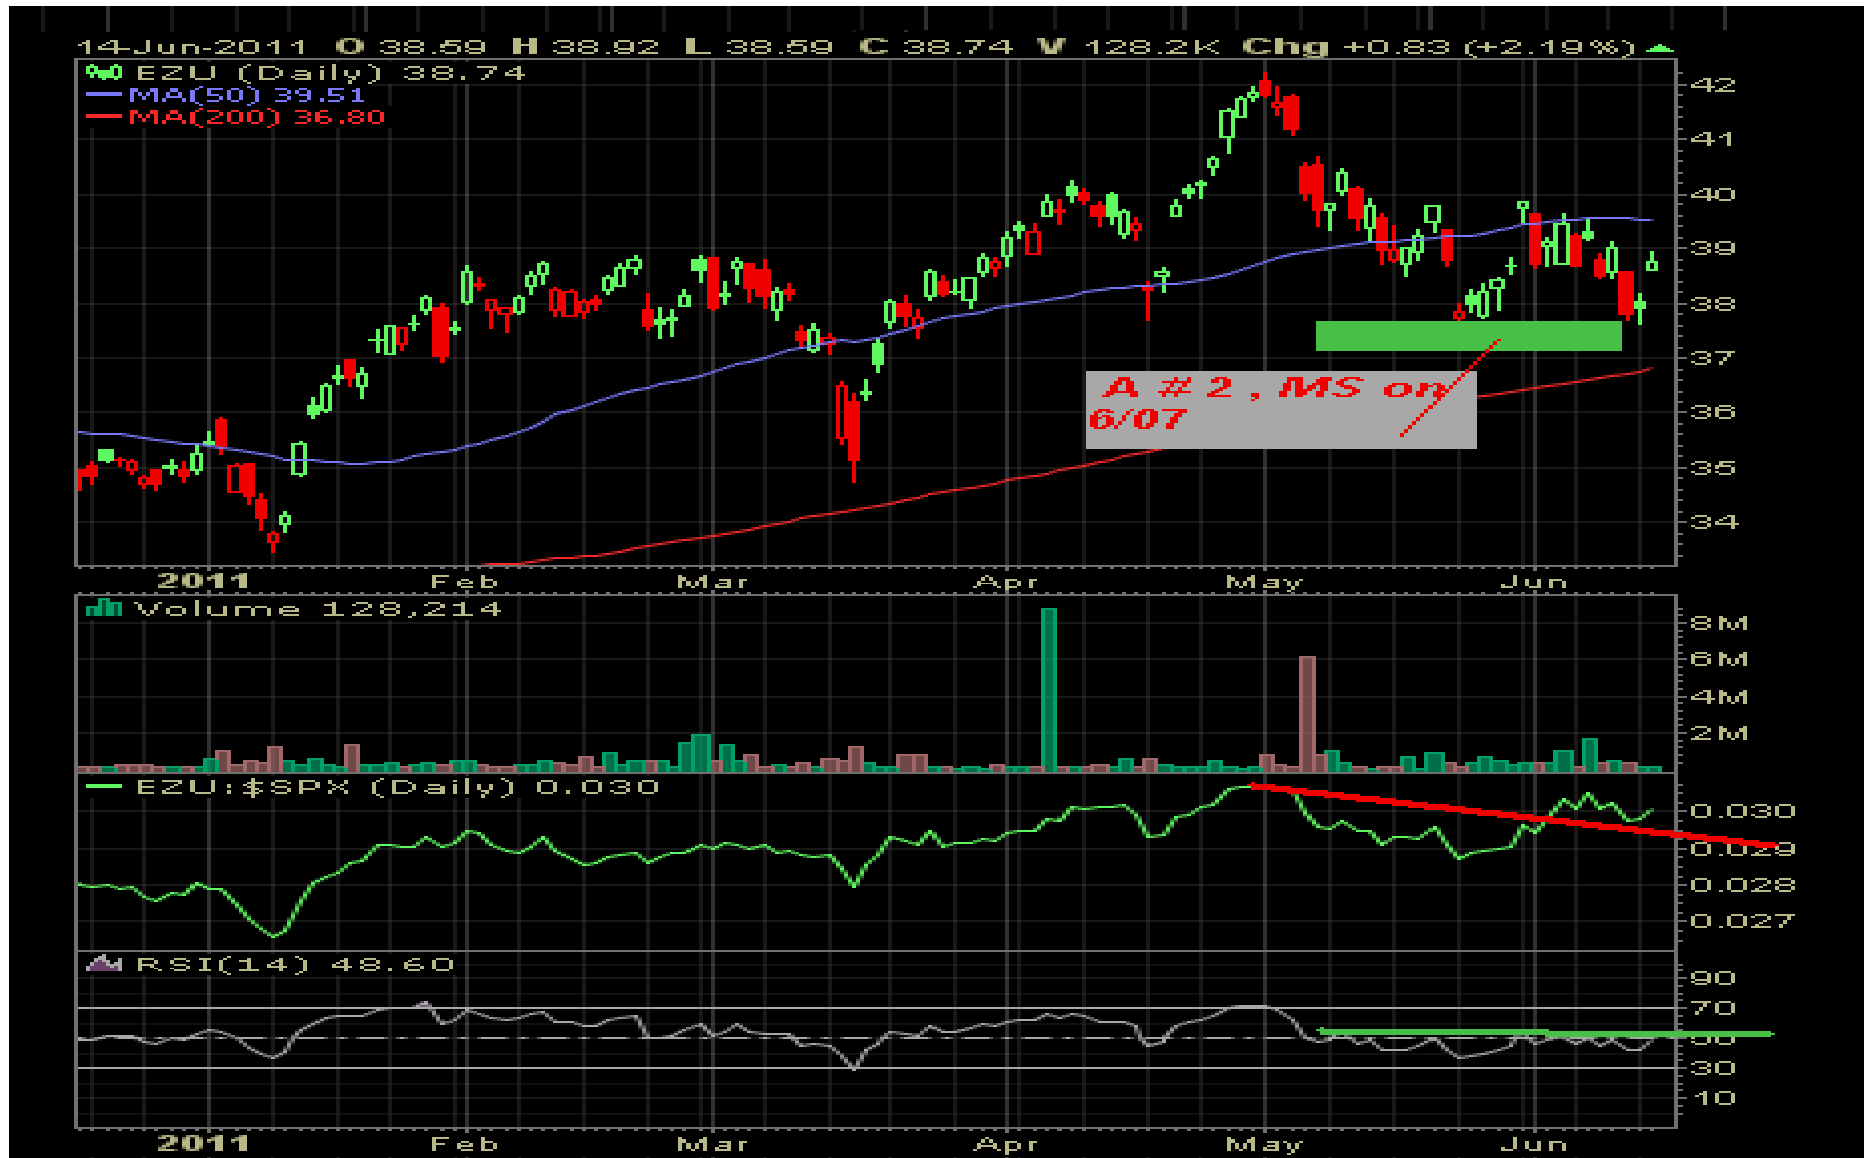 14-Jun-2011 O 38.59 H 38.92 L 38.59 C 38.74 V 128.2K Chg +0.83 (+2.19%)
EZU (Daily) 38.74
MA(50) 39.51
MA(200) 36.80
42
41
40
39
38
37
36
35
34
A # 2 , MS on
6/07
2011 Feb Mar Apr May Jun
Volume 128,214
8M
6M
4M
2M
EZU:$SPX (Daily) 0.030
0.030
0.029
0.028
0.027
RSI(14) 48.60
90
70
50
30
10
2011 Feb Mar Apr May Jun